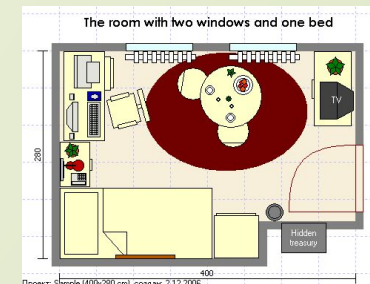 The room with two windows and one bed
TV
280
Hidden
treasury
400
Проект: Sample (400x280 cm), создан: 2.12.2006